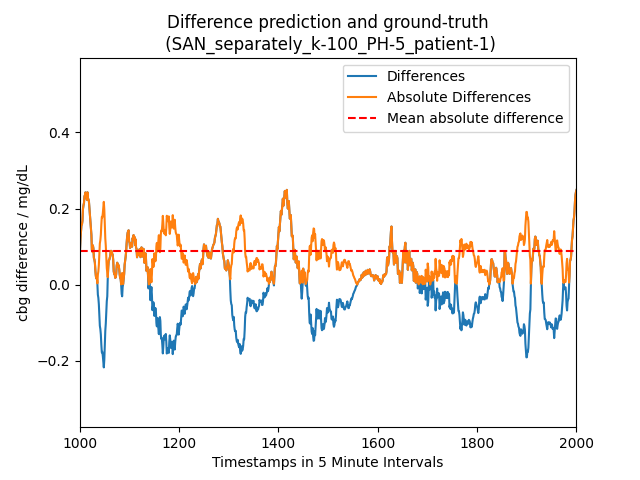 Difference prediction and ground-truth
(SAN_separately_k-100_PH-5_patient-1)
Differences
Absolute Differences
Mean absolute difference
cbg difference / mg/dL
0.4
0.2
0.0
−0.2
1000 1200 1400 1600 1800 2000
Timestamps in 5 Minute Intervals